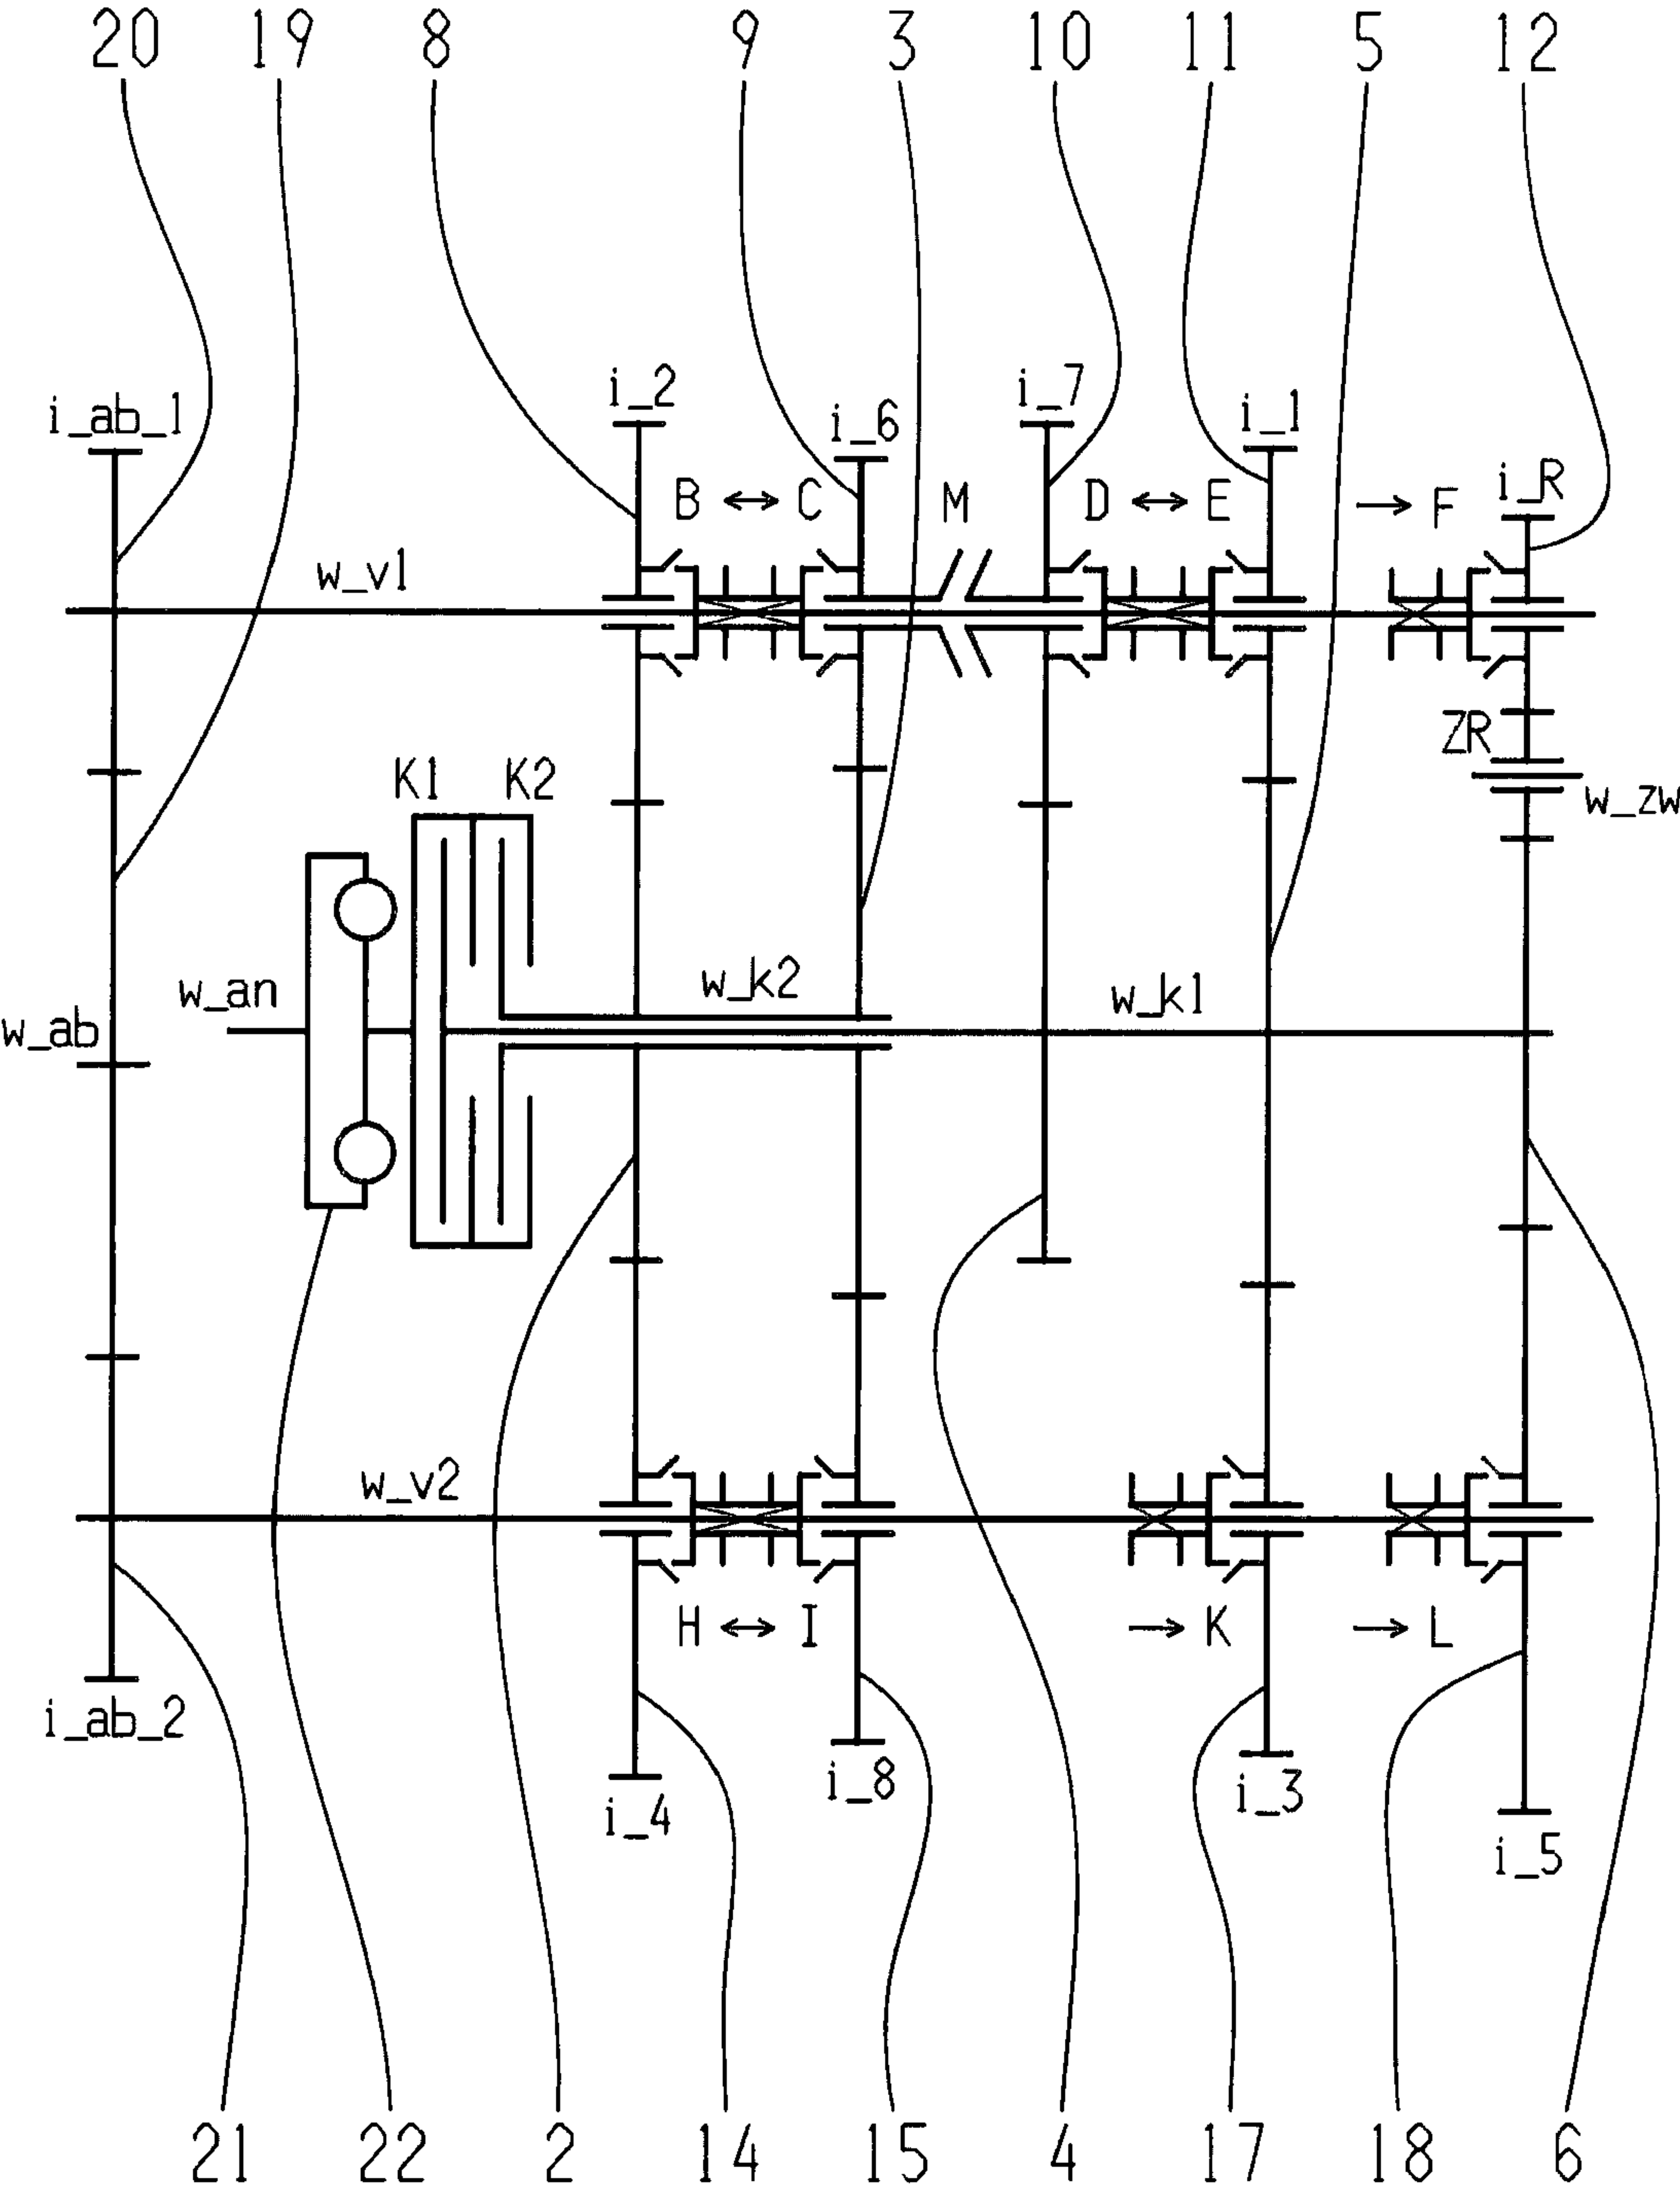 20 19 8 9 3 10 11 5 12
i_ab_1 i_2 i_6 i_7 i_1 i_R
B ↔ C M D ↔ E → F
w_v1
ZR
K1 K2
w_zw
w_an w_k2 w_k1
w_ab
w_v2
H ↔ I → K → L
i_ab_2 i_4 i_8 i_3 i_5
21 22 2 14 15 4 17 18 6